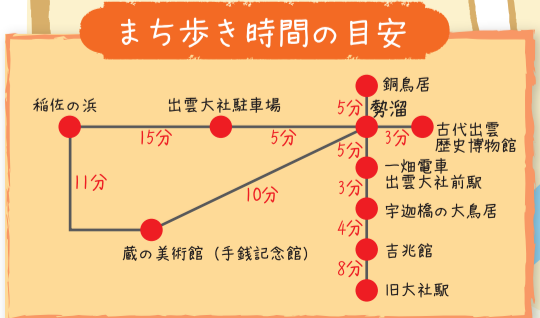 まち歩き時間の目安
銅鳥居
5分
勢溜
稲佐の浜
出雲大社駐車場
15分
5分
3分
古代出雲
歴史博物館
5分
一畑電車
出雲大社前駅
11分
10分
3分
宇迦橋の大鳥居
4分
蔵の美術館（手銭記念館）
吉兆館
8分
旧大社駅